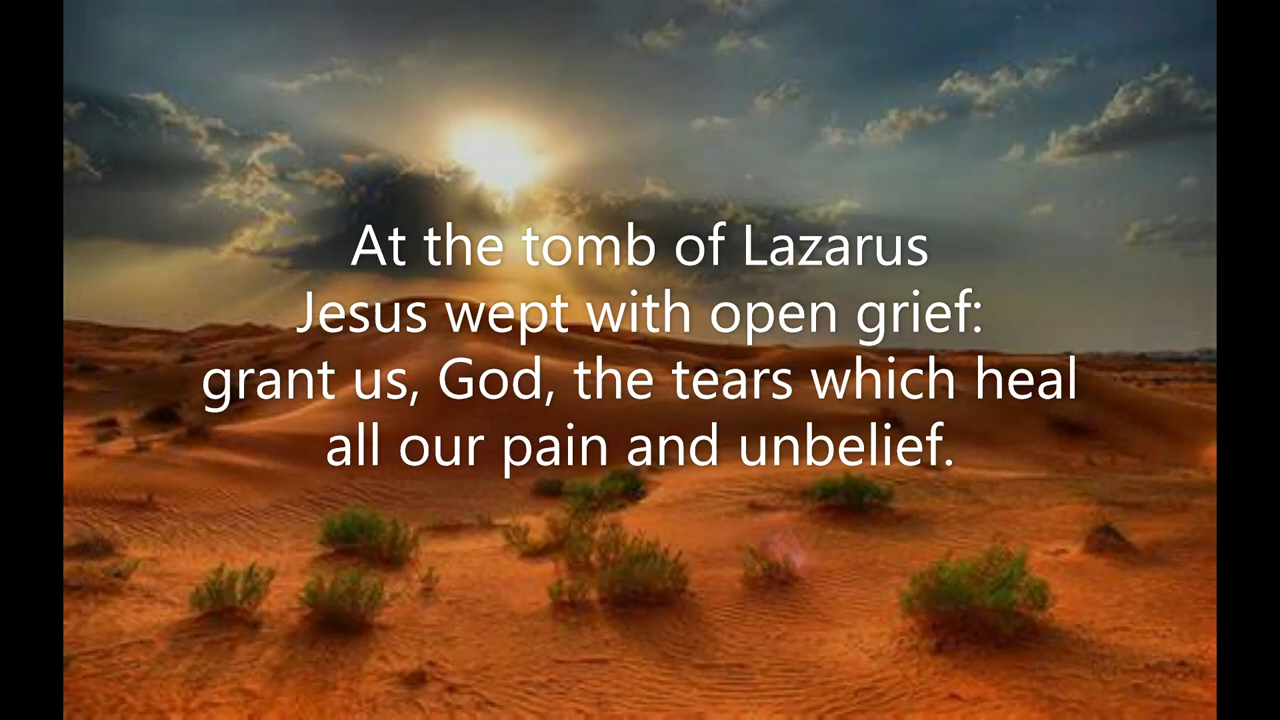 At the tomb of Lazarus
Jesus wept with open grief:
grant us, God, the tears which heal
all our pain and unbelief.